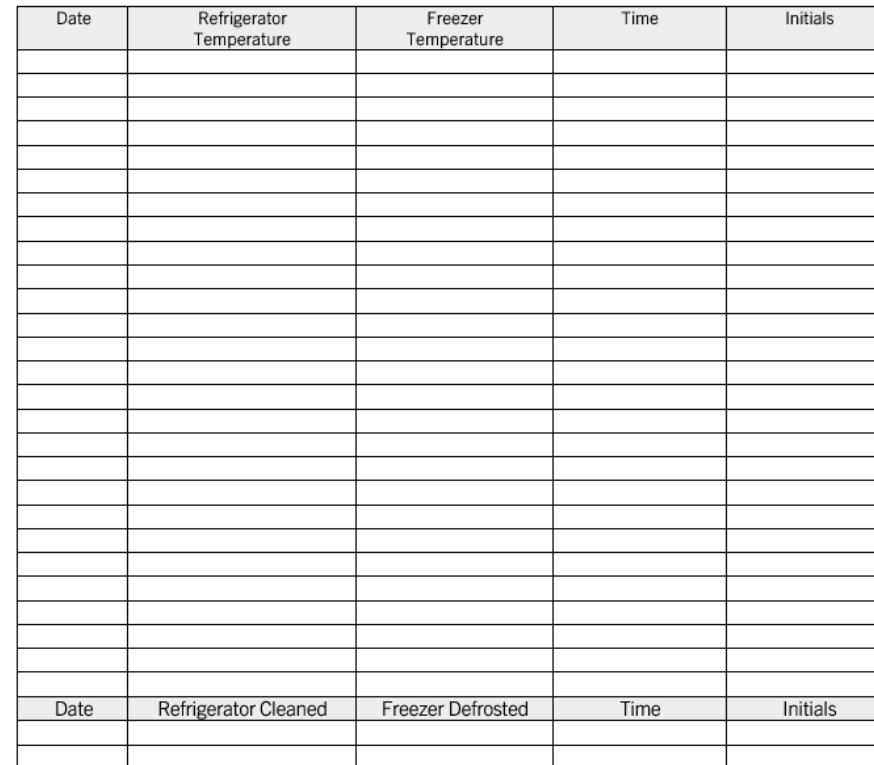 Date Refrigerator Freezer Time Initials
Temperature Temperature
Date Refrigerator Cleaned Freezer Defrosted Time Initials